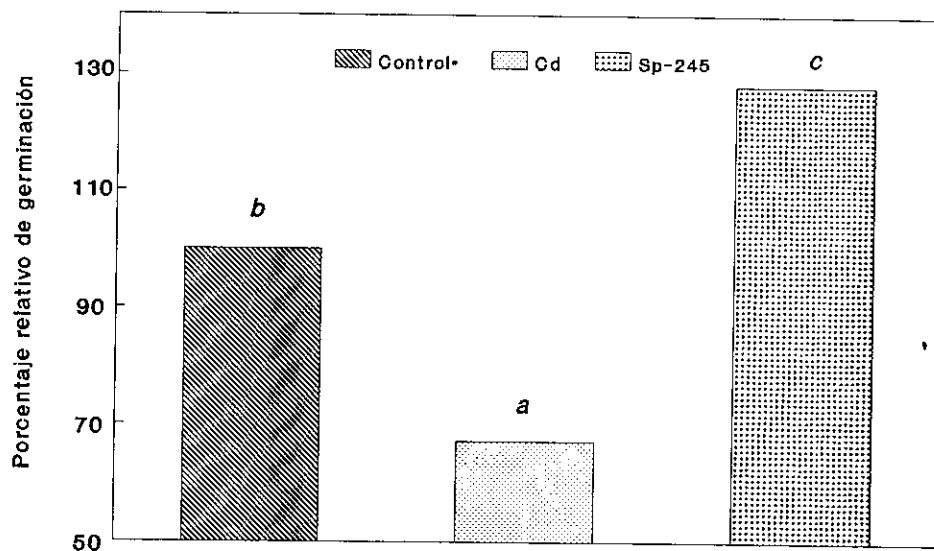 Porcentaje relativo de germinación
130
110
90
70
50
Control• Cd Sp-245
b
a
c